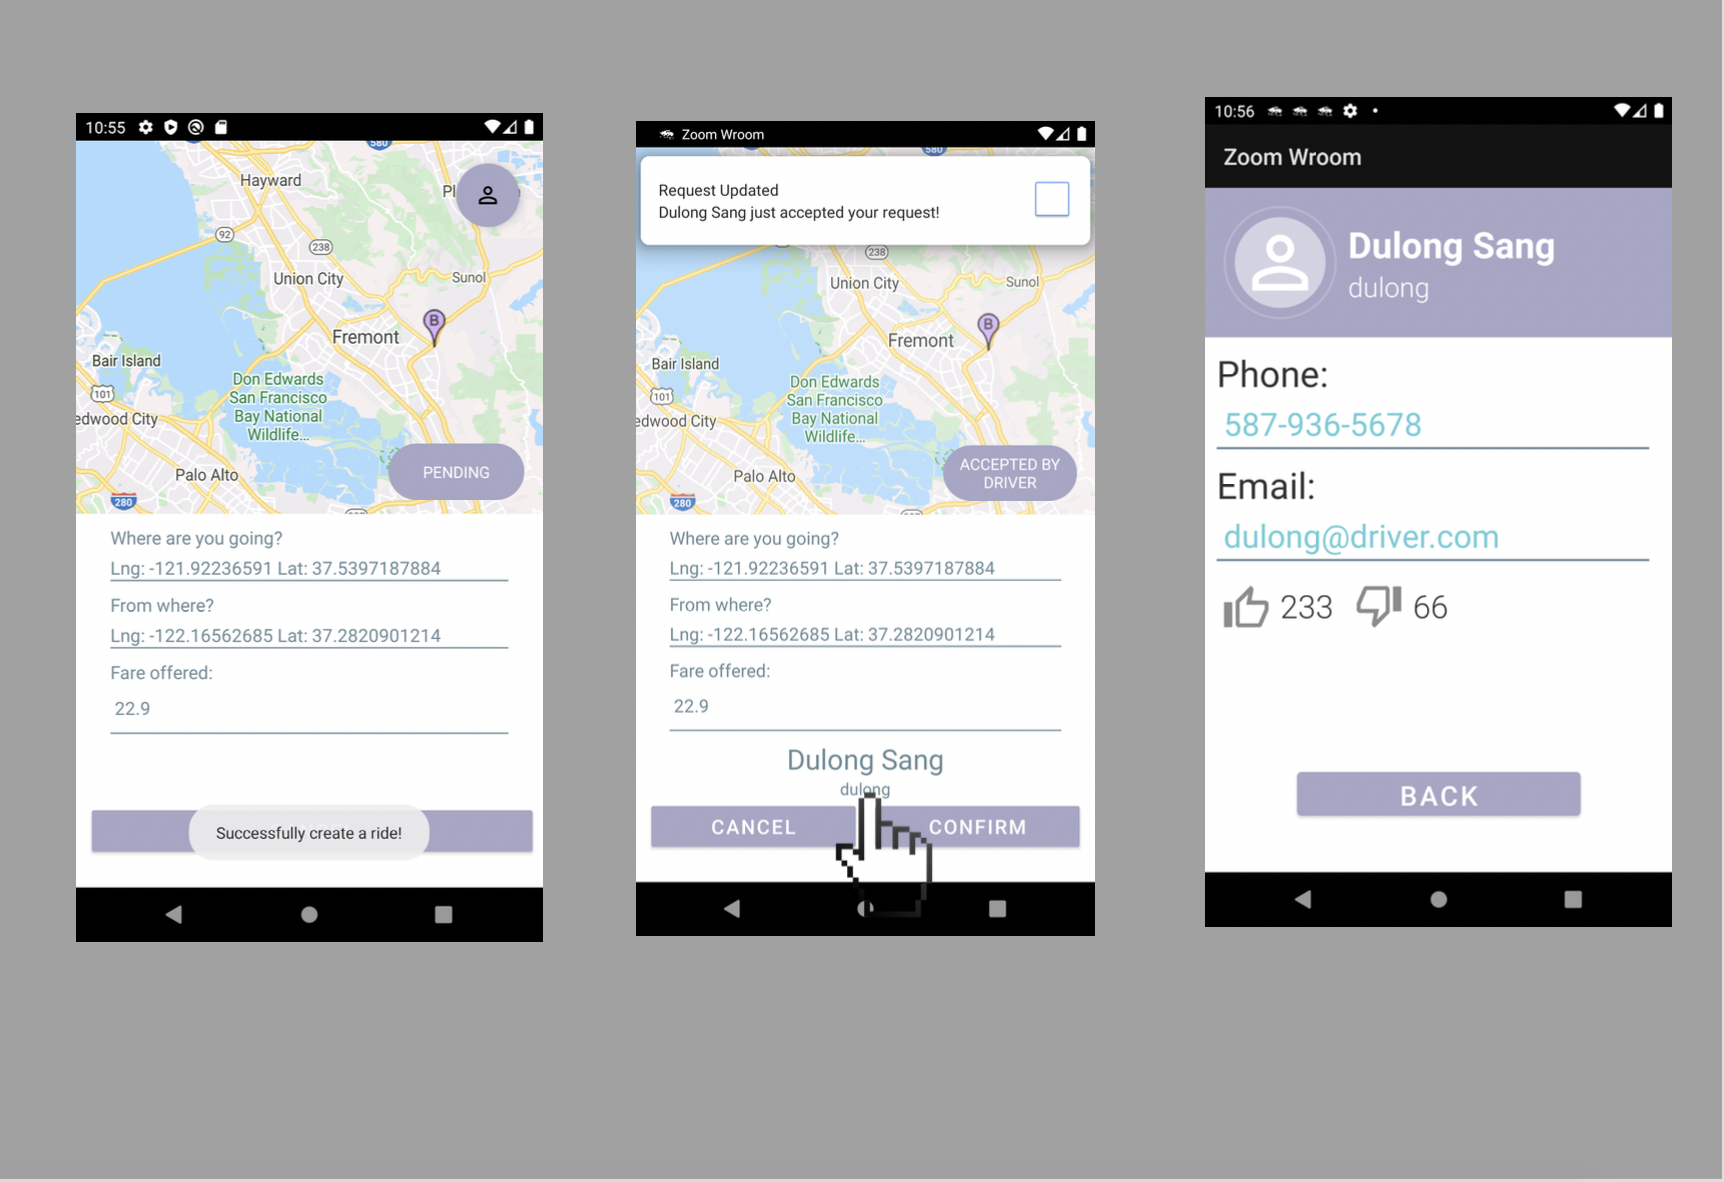 10:55
580
Hayward
Pl
92
238
Union City
Sunol
B
Fremont
Bair Island
101
Don Edwards
San Francisco
Bay National
Wildlife...
edwood City
Palo Alto
PENDING
280
Where are you going?
Lng: -121.92236591 Lat: 37.5397187884
From where?
Lng: -122.16562685 Lat: 37.2820901214
Fare offered:
22.9
Successfully create a ride!
Zoom Wroom
580
Request Updated
Dulong Sang just accepted your request!
238
Union City
Sunol
B
Fremont
Bair Island
101
Don Edwards
San Francisco
Bay National
Wildlife...
edwood City
Palo Alto
ACCEPTED BY
DRIVER
280
Where are you going?
Lng: -121.92236591 Lat: 37.5397187884
From where?
Lng: -122.16562685 Lat: 37.2820901214
Fare offered:
22.9
Dulong Sang
dulong
CANCEL
CONFIRM
10:56
Zoom Wroom
Dulong Sang
dulong
Phone:
587-936-5678
Email:
dulong@driver.com
233 66
BACK